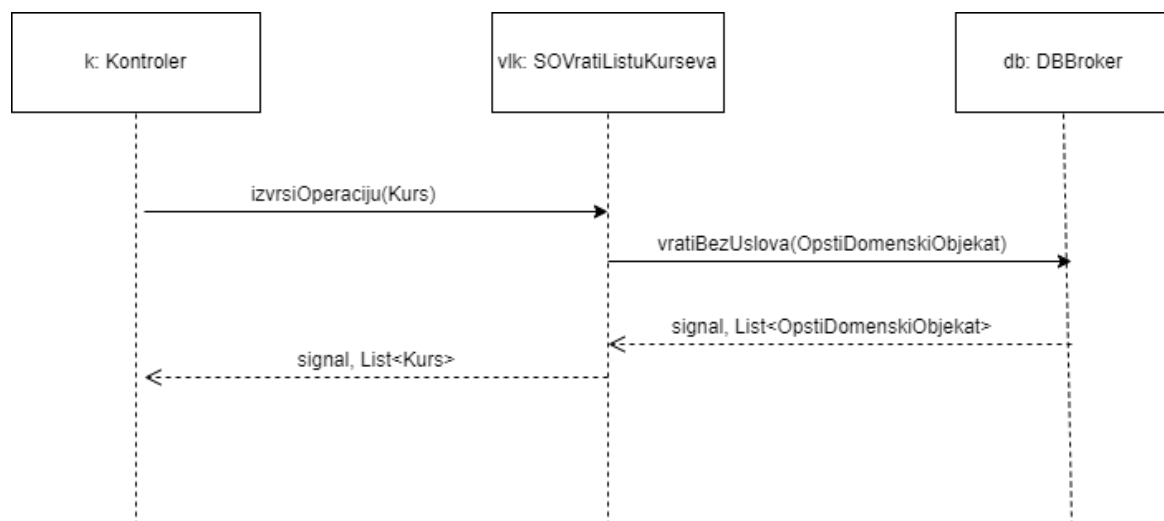 k: Kontroler
vlk: SOVratiListuKurseva
db: DBBroker
izvrsiOperaciju(Kurs)
vratiBezUslova(OpstiDomenskiObjekat)
signal, List<OpstiDomenskiObjekat>
signal, List<Kurs>